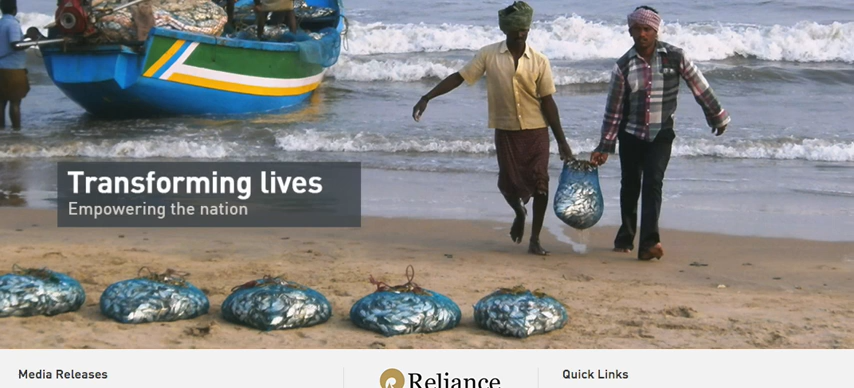 Transforming lives
Empowering the nation
Media Releases
Reliance
Quick Links